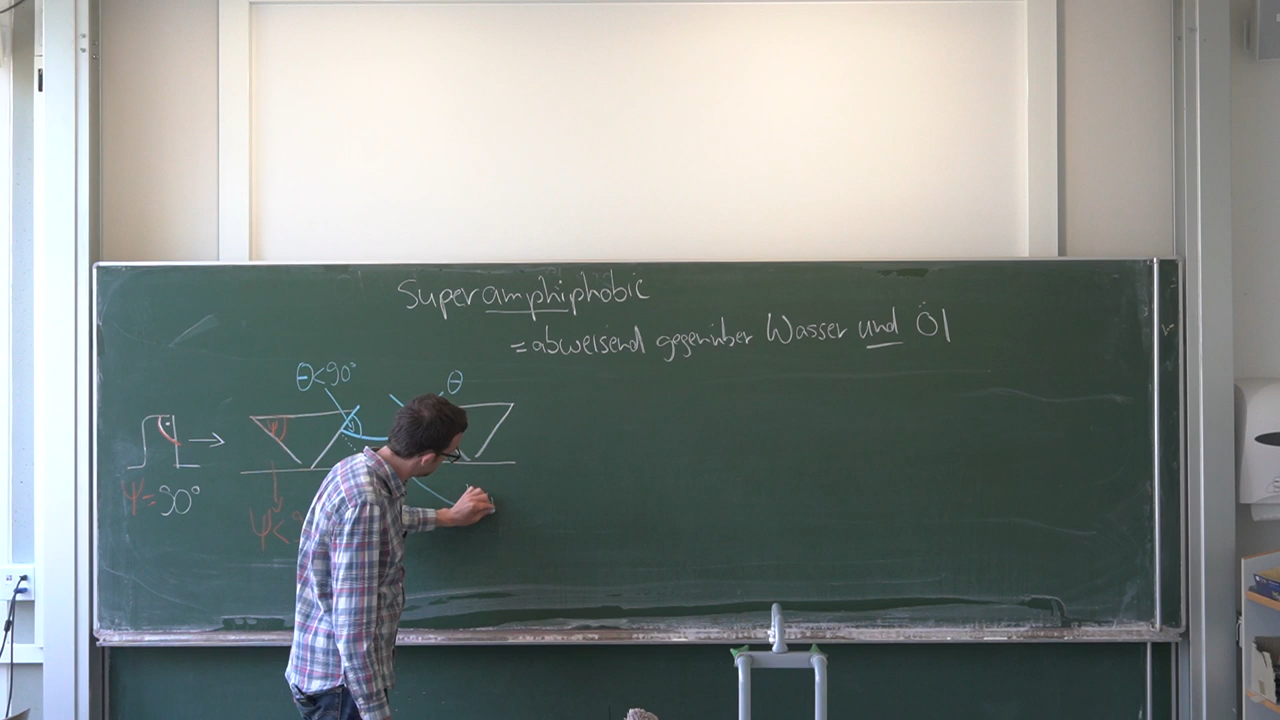 Superamphiphobic
= abweisend gegenüber Wasser und Öl
Θ<90°
Θ
Ψ=90°
Ψ<